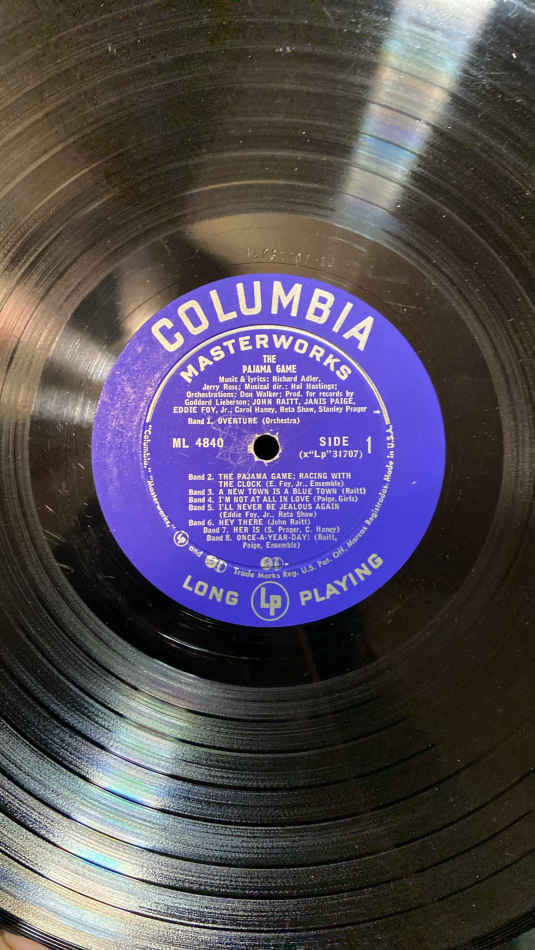 COLUMBIA
MASTERWORKS
THE
PAJAMA GAME
Music & lyrics: Richard Adler,
Jerry Ross; Musical dir.: Hal Hastings;
Orchestrations: Don Walker; Prod. for records by
Goddard Lieberson; JOHN RAITT, JANIS PAIGE,
EDDIE FOY, Jr., Carol Haney, Reta Shaw, Stanley Prager
Band 1. OVERTURE (Orchestra)
ML 4840
SIDE 1
(x"Lp"31707)
Band 2. THE PAJAMA GAME; RACING WITH
THE CLOCK (E. Foy, Jr., Ensemble)
Band 3. A NEW TOWN IS A BLUE TOWN (Raitt)
Band 4. I'M NOT AT ALL IN LOVE (Paige, Girls)
Band 5. I'LL NEVER BE JEALOUS AGAIN
(Eddie Foy, Jr., Reta Shaw)
Band 6. HEY THERE (John Raitt)
Band 7. HER IS (S. Prager, C. Haney)
Band 8. ONCE-A-YEAR-DAY! (Raitt,
Paige, Ensemble)
"Columbia," "Masterworks," Lp and Trade Marks Reg. U.S. Pat. Off. Marcas Registradas. Made in U.S.A.
LONG Lp PLAYING